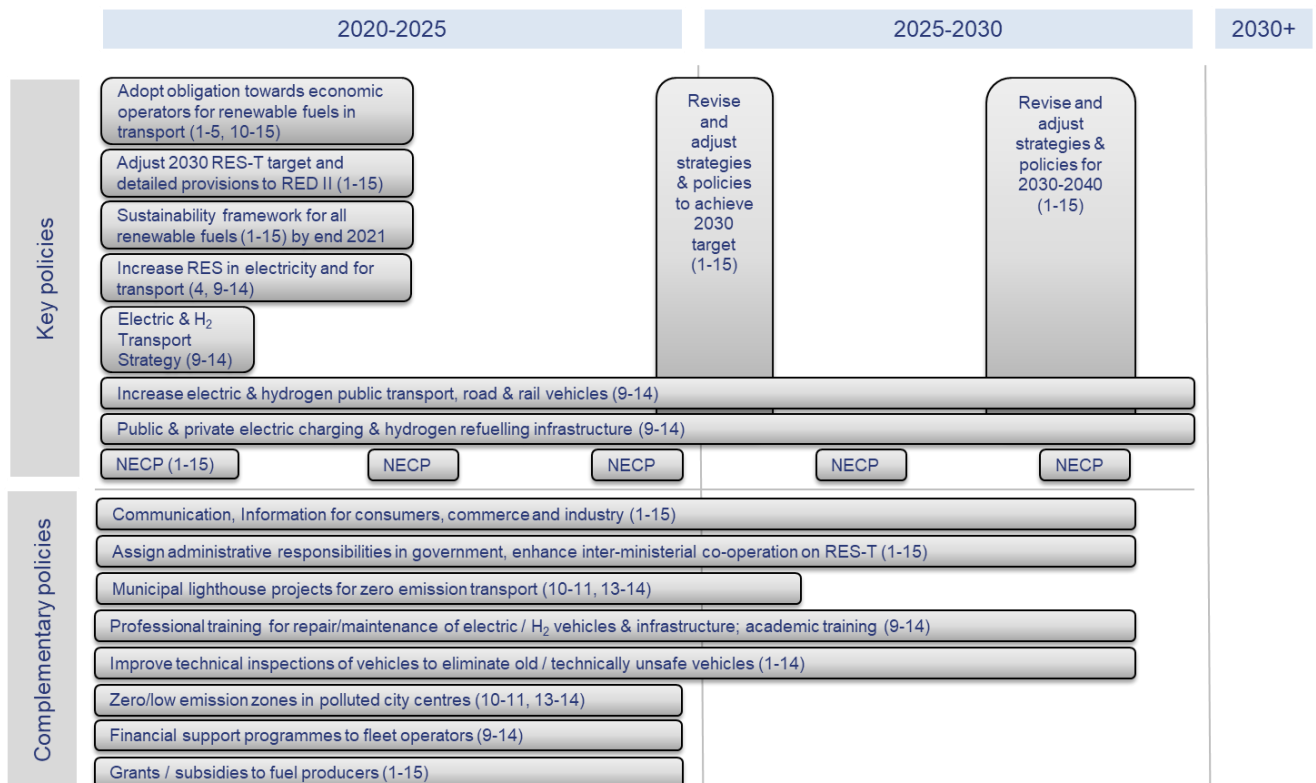 2020-2025
2025-2030
2030+
Key policies
Adopt obligation towards economic
operators for renewable fuels in
transport (1-5, 10-15)
Adjust 2030 RES-T target and
detailed provisions to RED II (1-15)
Sustainability framework for all
renewable fuels (1-15) by end 2021
Increase RES in electricity and for
transport (4, 9-14)
Electric & H₂
Transport
Strategy (9-14)
Revise
and
adjust
strategies
& policies
to achieve
2030
target
(1-15)
Revise and
adjust
strategies &
policies for
2030-2040
(1-15)
Increase electric & hydrogen public transport, road & rail vehicles (9-14)
Public & private electric charging & hydrogen refuelling infrastructure (9-14)
NECP (1-15)
NECP
NECP
NECP
NECP
Complementary policies
Communication, Information for consumers, commerce and industry (1-15)
Assign administrative responsibilities in government, enhance inter-ministerial co-operation on RES-T (1-15)
Municipal lighthouse projects for zero emission transport (10-11, 13-14)
Professional training for repair/maintenance of electric / H₂ vehicles & infrastructure; academic training (9-14)
Improve technical inspections of vehicles to eliminate old / technically unsafe vehicles (1-14)
Zero/low emission zones in polluted city centres (10-11, 13-14)
Financial support programmes to fleet operators (9-14)
Grants / subsidies to fuel producers (1-15)